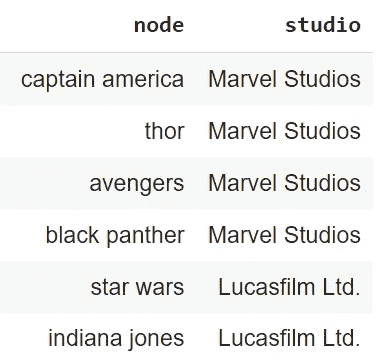 node studio
captain america Marvel Studios
thor Marvel Studios
avengers Marvel Studios
black panther Marvel Studios
star wars Lucasfilm Ltd.
indiana jones Lucasfilm Ltd.